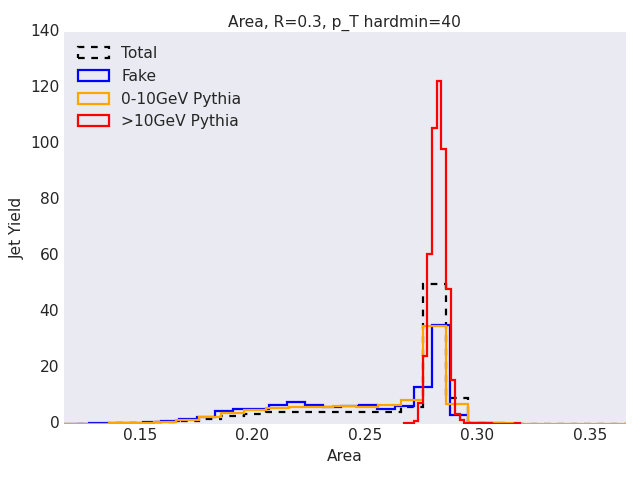 Area, R=0.3, p_T hardmin=40
140
120
100
80
60
40
20
0
Jet Yield
Total
Fake
0-10GeV Pythia
>10GeV Pythia
0.15 0.20 0.25 0.30 0.35
Area